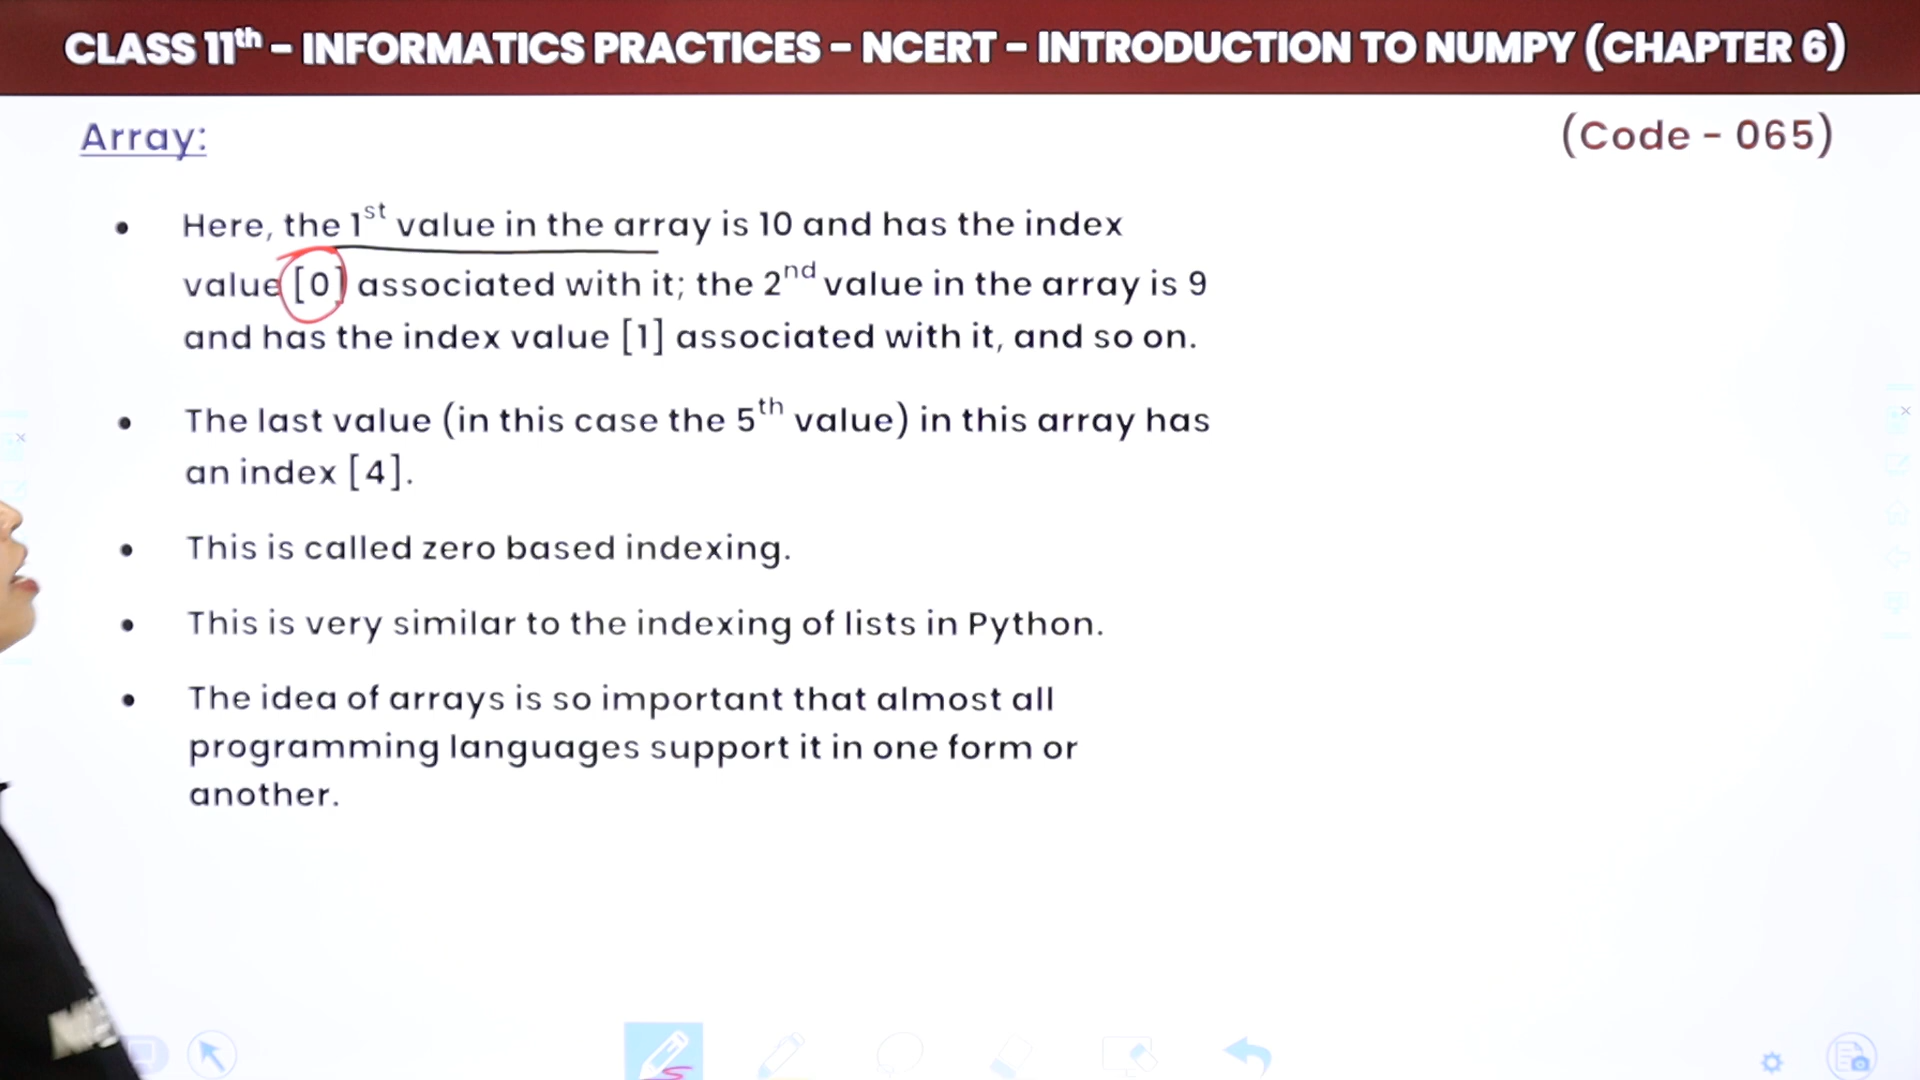 CLASS 11th – INFORMATICS PRACTICES – NCERT – INTRODUCTION TO NUMPY (CHAPTER 6)
Array:
(Code - 065)
• Here, the 1st value in the array is 10 and has the index
value [0] associated with it; the 2nd value in the array is 9
and has the index value [1] associated with it, and so on.
• The last value (in this case the 5th value) in this array has
an index [4].
• This is called zero based indexing.
• This is very similar to the indexing of lists in Python.
• The idea of arrays is so important that almost all
programming languages support it in one form or
another.